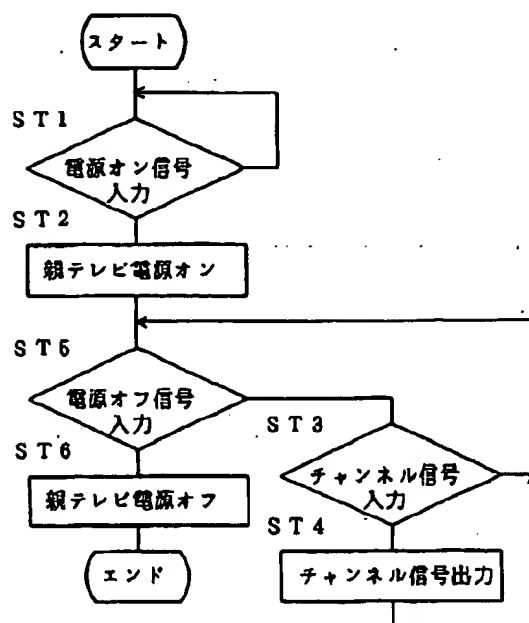 スタート
ST1
電源オン信号
入力
ST2
親テレビ電源オン
ST5
電源オフ信号
入力
ST3
ST6
チャンネル信号
入力
親テレビ電源オフ
ST4
エンド
チャンネル信号出力